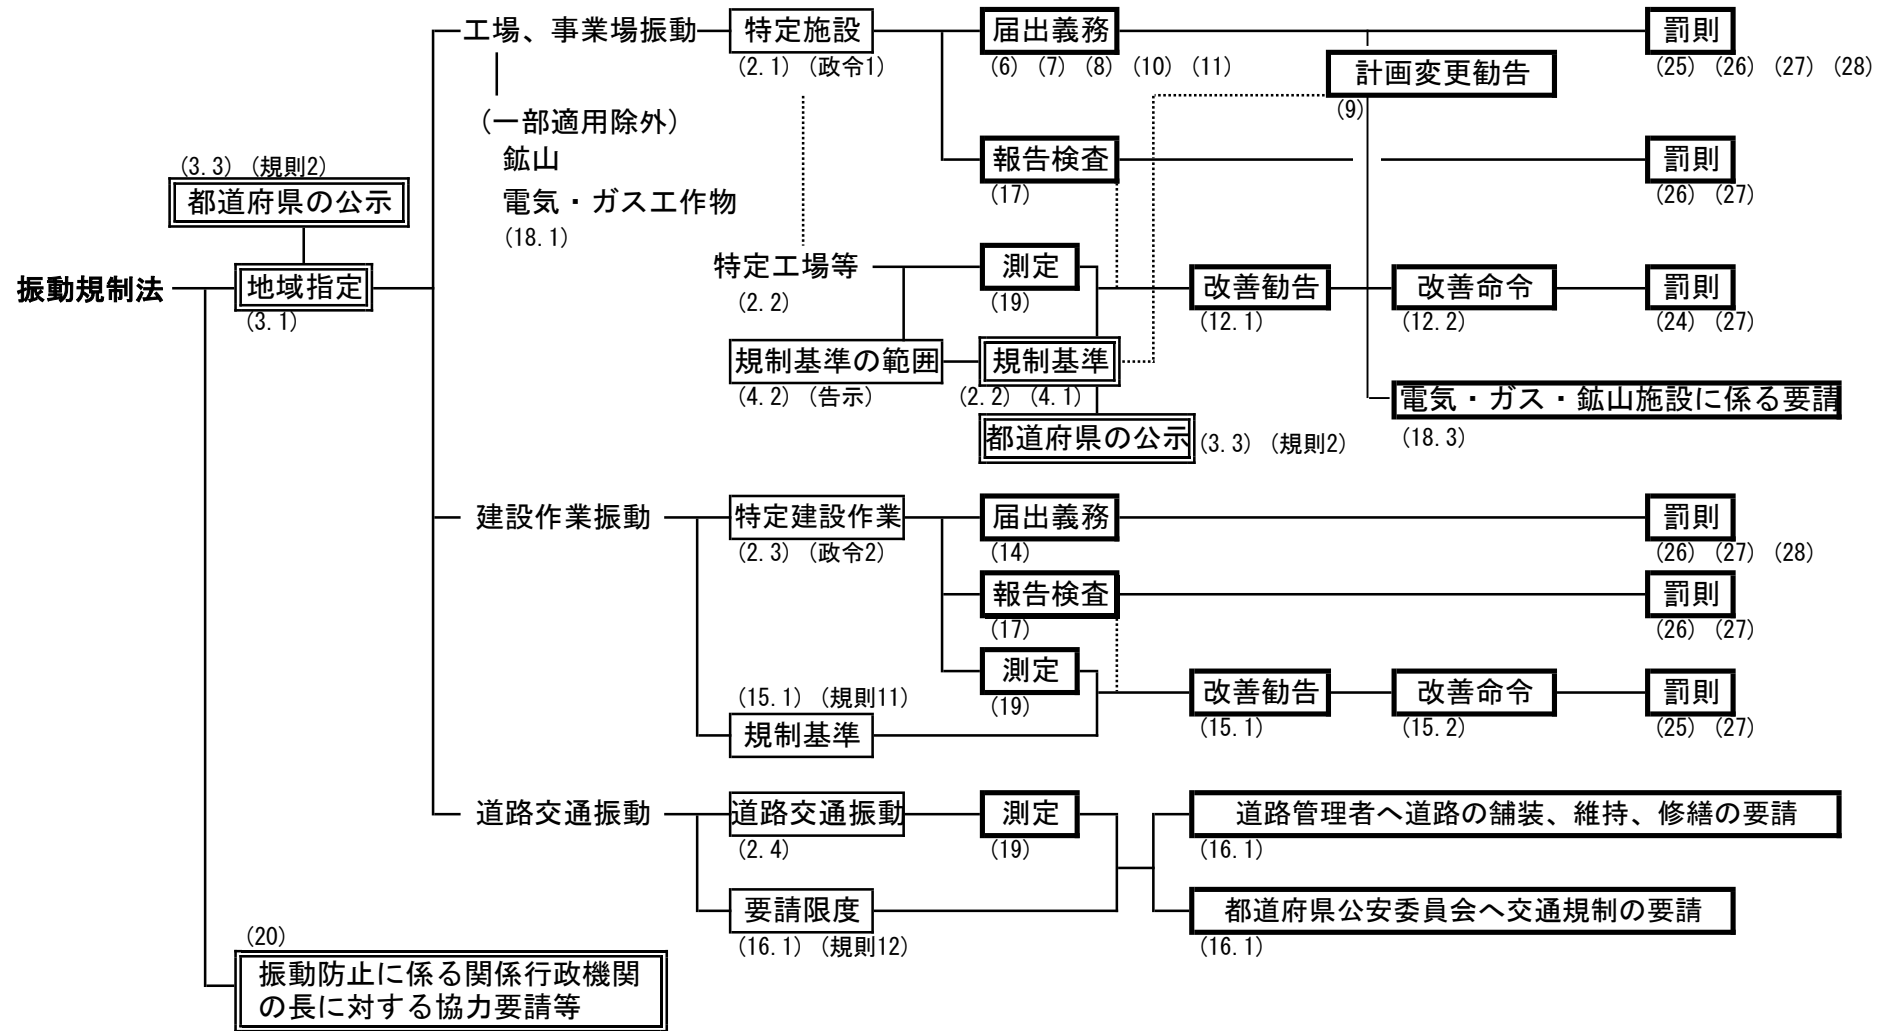 工場、事業場振動
特定施設
届出義務
罰則
(2.1) (政令1)
(6) (7) (8) (10) (11)
計画変更勧告
(25) (26) (27) (28)
(9)
(一部適用除外)
鉱山
電気・ガス工作物
(18.1)
報告検査
罰則
(17)
(26) (27)
(3.3) (規則2)
都道府県の公示
振動規制法
地域指定
(3.1)
特定工場等
測定
(2.2)
(19)
改善勧告
改善命令
罰則
(12.1)
(12.2)
(24) (27)
規制基準の範囲
規制基準
(4.2) (告示)
(2.2) (4.1)
電気・ガス・鉱山施設に係る要請
(18.3)
都道府県の公示
(3.3) (規則2)
建設作業振動
特定建設作業
届出義務
罰則
(2.3) (政令2)
(14)
(26) (27) (28)
報告検査
罰則
(17)
(26) (27)
測定
(19)
(15.1) (規則11)
規制基準
改善勧告
改善命令
罰則
(15.1)
(15.2)
(25) (27)
道路交通振動
道路交通振動
測定
道路管理者へ道路の舗装、維持、修繕の要請
(2.4)
(19)
(16.1)
要請限度
都道府県公安委員会へ交通規制の要請
(16.1) (規則12)
(16.1)
(20)
振動防止に係る関係行政機関
の長に対する協力要請等